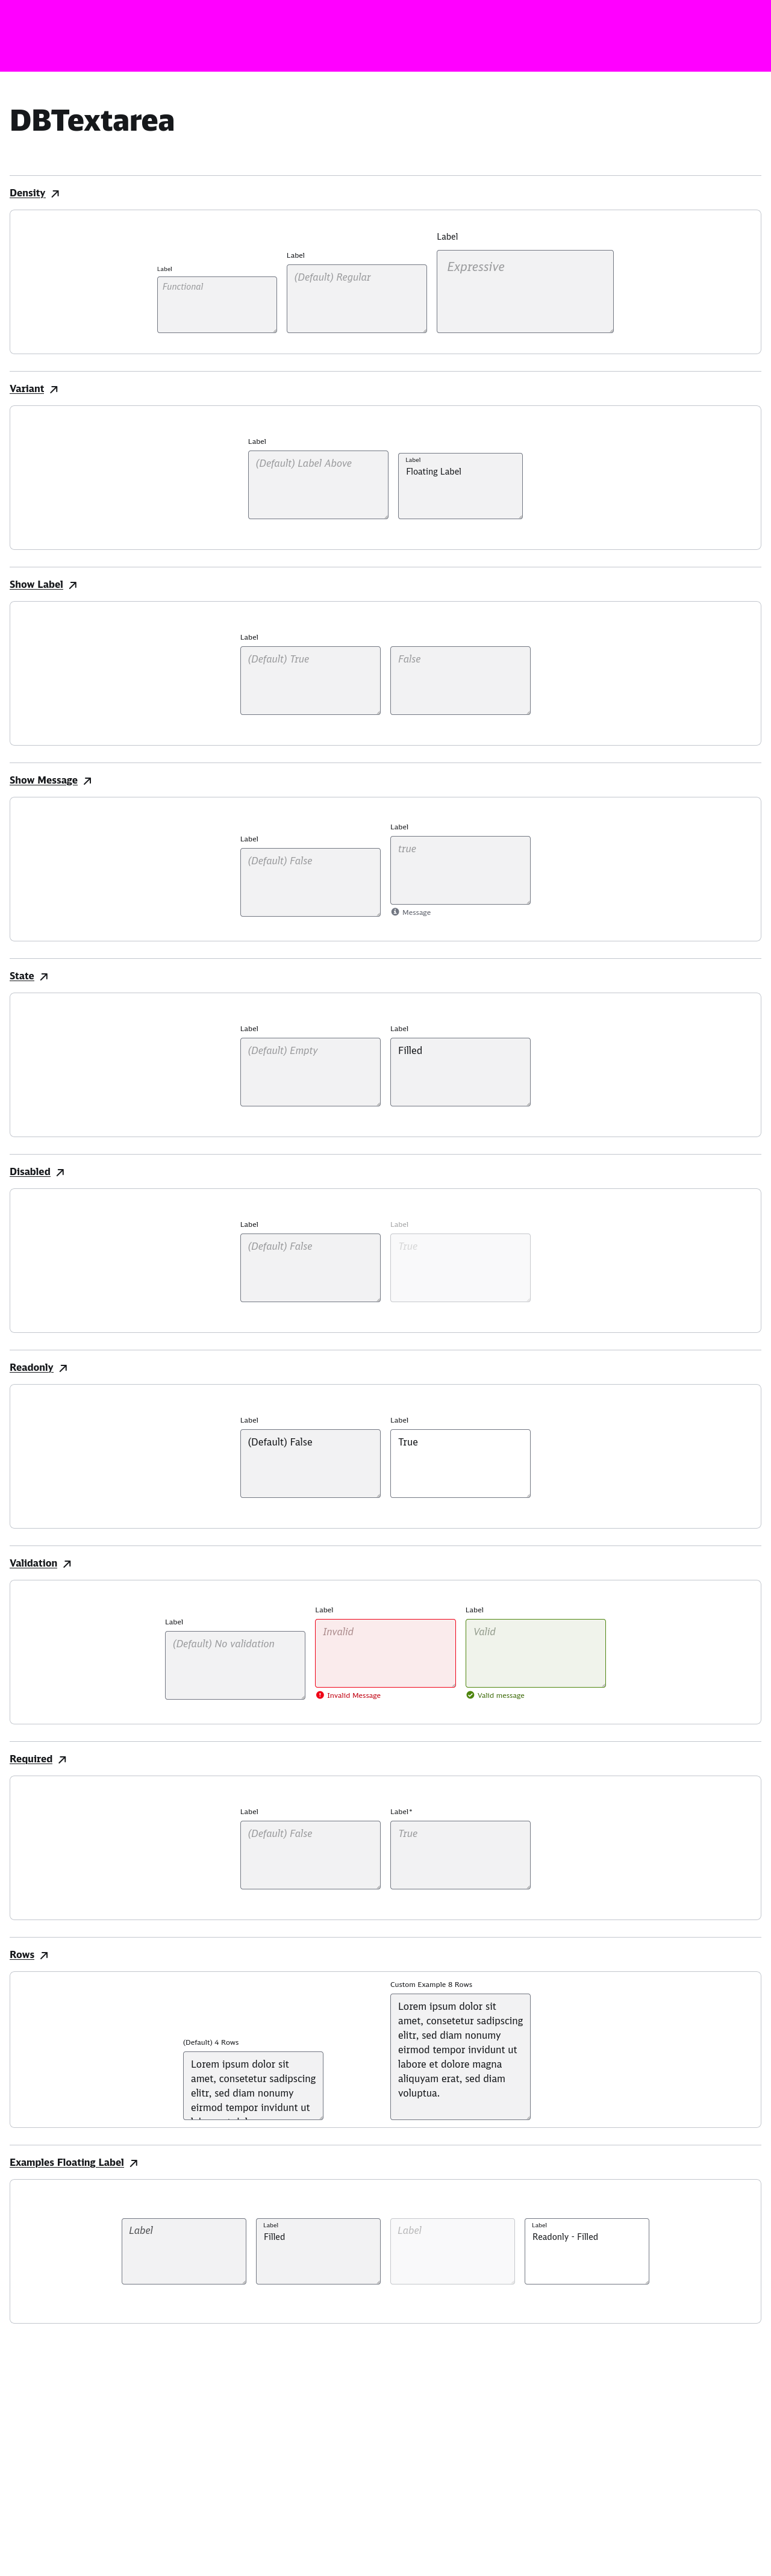 DBTextarea
Density
Label
Functional
Label
(Default) Regular
Label
Expressive
Variant
Label
(Default) Label Above
Label
Floating Label
Show Label
Label
(Default) True
False
Show Message
Label
(Default) False
Label
true
Message
State
Label
(Default) Empty
Label
Filled
Disabled
Label
(Default) False
Label
True
Readonly
Label
(Default) False
Label
True
Validation
Label
(Default) No validation
Label
Invalid
Invalid Message
Label
Valid
Valid message
Required
Label
(Default) False
Label*
True
Rows
(Default) 4 Rows
Lorem ipsum dolor sit
amet, consetetur sadipscing
elitr, sed diam nonumy
eirmod tempor invidunt ut
Custom Example 8 Rows
Lorem ipsum dolor sit
amet, consetetur sadipscing
elitr, sed diam nonumy
eirmod tempor invidunt ut
labore et dolore magna
aliquyam erat, sed diam
voluptua.
Examples Floating Label
Label
Label
Filled
Label
Label
Readonly - Filled